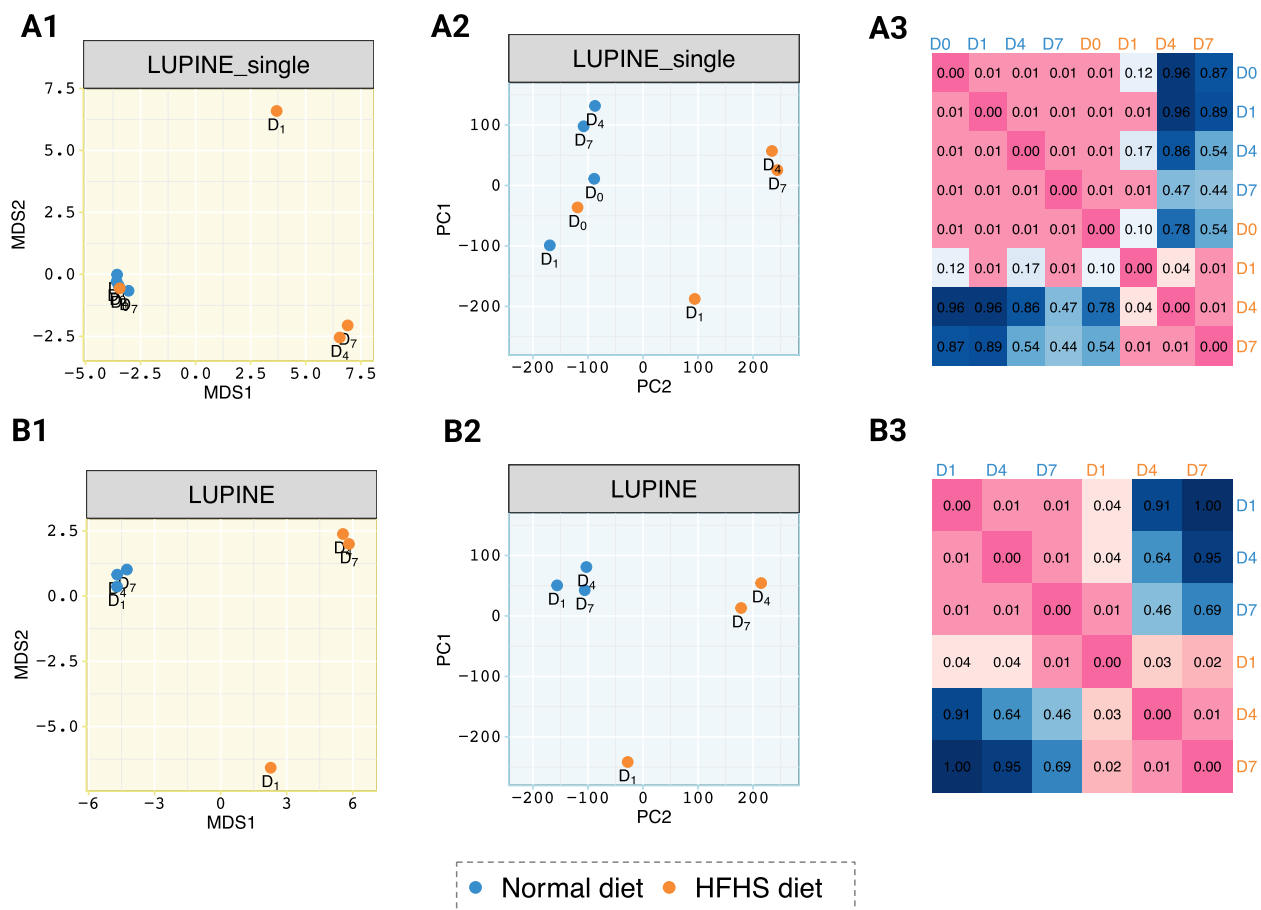 A1
LUPINE_single
7.5
5.0
2.5
0.0
−2.5
MDS2
D1
D7
D7
D4
−5.0 −2.5 0.0 2.5 5.0 7.5
MDS1
A2
LUPINE_single
100
0
−100
−200
PC1
D4
D7
D0
D0
D1
D4
D7
D1
−200 −100 0 100 200
PC2
A3
D0 D1 D4 D7 D0 D1 D4 D7
0.00 0.01 0.01 0.01 0.01 0.12 0.96 0.87 D0
0.01 0.00 0.01 0.01 0.01 0.01 0.96 0.89 D1
0.01 0.01 0.00 0.01 0.01 0.17 0.86 0.54 D4
0.01 0.01 0.01 0.00 0.01 0.01 0.47 0.44 D7
0.01 0.01 0.01 0.01 0.00 0.10 0.78 0.54 D0
0.12 0.01 0.17 0.01 0.10 0.00 0.04 0.01 D1
0.96 0.96 0.86 0.47 0.78 0.04 0.00 0.01 D4
0.87 0.89 0.54 0.44 0.54 0.01 0.01 0.00 D7
B1
LUPINE
2.5
0.0
−2.5
−5.0
MDS2
D4
D7
D7
D4
D1
D1
−6 −3 0 3 6
MDS1
B2
LUPINE
100
0
−100
−200
PC1
D4
D1
D7
D4
D7
D1
−200 −100 0 100 200
PC2
B3
D1 D4 D7 D1 D4 D7
0.00 0.01 0.01 0.04 0.91 1.00 D1
0.01 0.00 0.01 0.04 0.64 0.95 D4
0.01 0.01 0.00 0.01 0.46 0.69 D7
0.04 0.04 0.01 0.00 0.03 0.02 D1
0.91 0.64 0.46 0.03 0.00 0.01 D4
1.00 0.95 0.69 0.02 0.01 0.00 D7
Normal diet HFHS diet